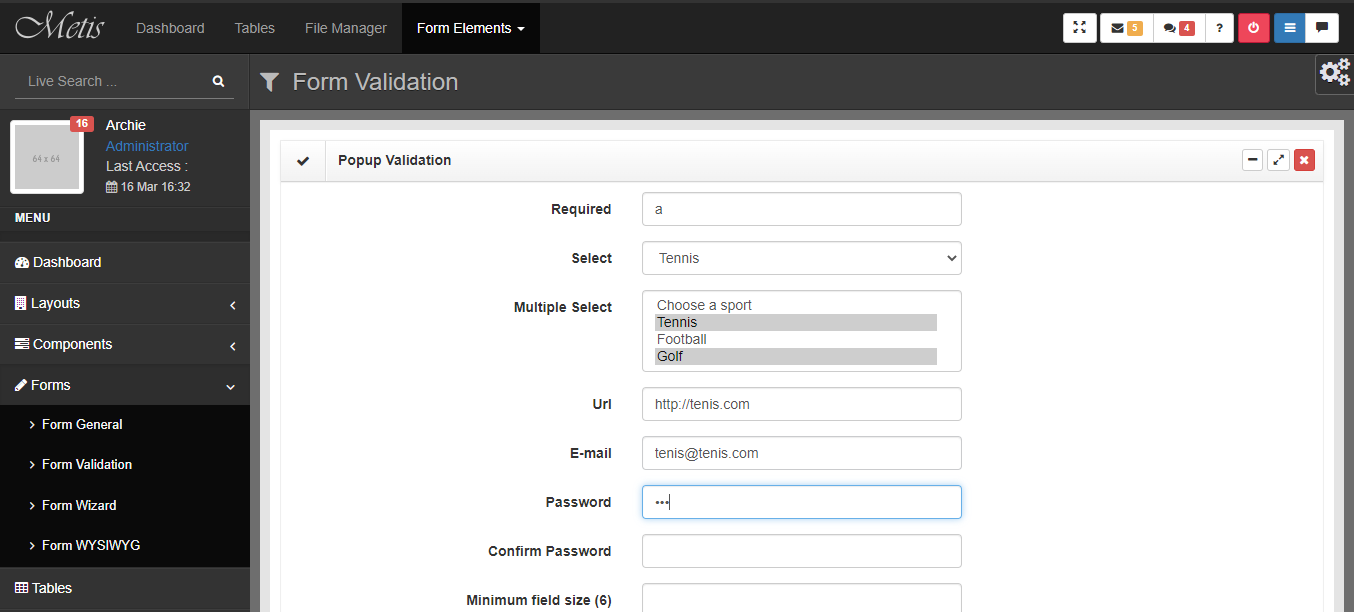 Metis Dashboard Tables File Manager Form Elements 5 4 ?
Live Search ...
Form Validation
64 x 64
16
Archie
Administrator
Last Access :
16 Mar 16:32
MENU
Dashboard
Layouts
Components
Forms
Form General
Form Validation
Form Wizard
Form WYSIWYG
Tables
Popup Validation
Required a
Select Tennis
Multiple Select Choose a sport
Tennis
Football
Golf
Url http://tenis.com
E-mail tenis@tenis.com
Password •••
Confirm Password
Minimum field size (6)